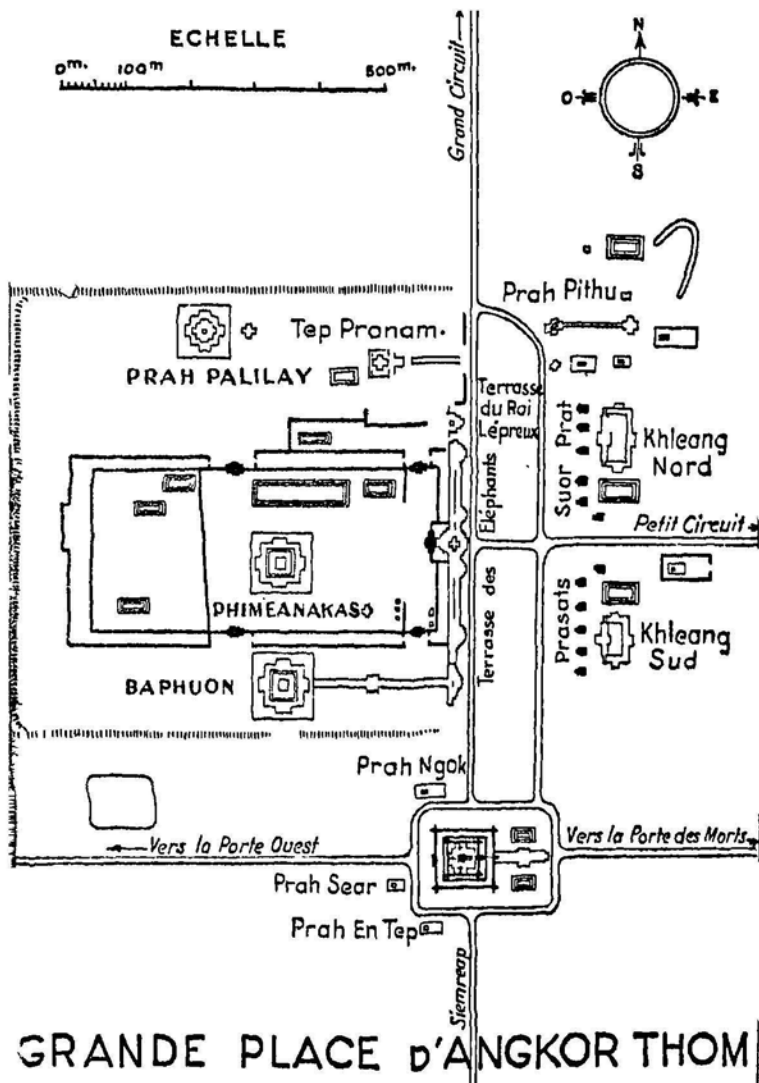 ECHELLE
0m. 100m 500m.
Grand Circuit
N
O E
S
Prah Pithu
Tep Pranam.
PRAH PALILAY
Terrasse
du Roi
Lépreux
Khleang
Nord
Suor Prat
Eléphants
Petit Circuit
PHIMEANAKASO
Terrasse des
Prasats
Khleang
Sud
BAPHUON
Prah Ngok
Vers la Porte Ouest
Vers la Porte des Morts
Prah Sear
Prah En Tep
Siemreap
GRANDE PLACE D'ANGKOR THOM